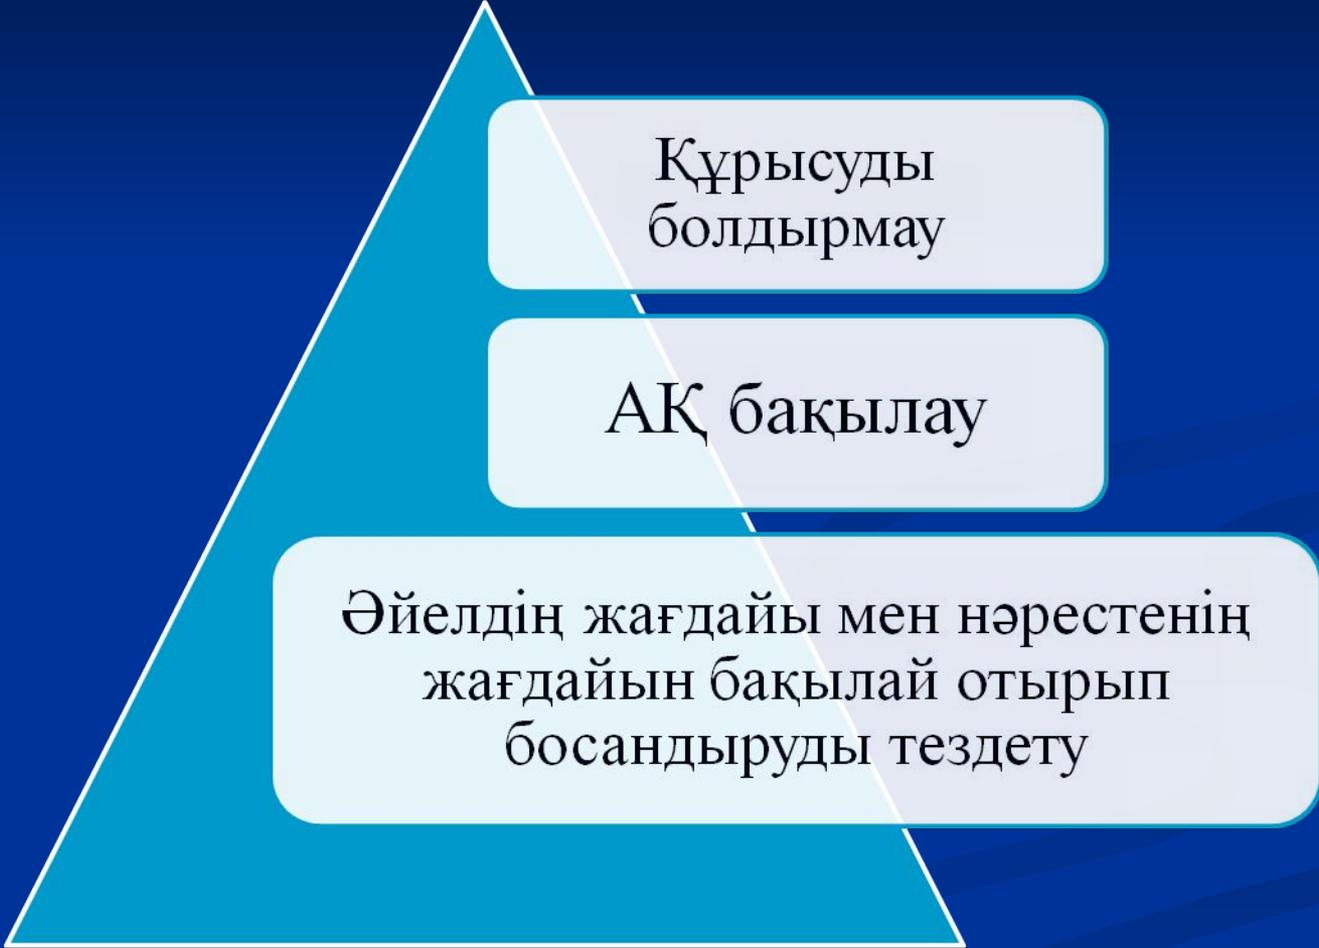 Құрысуды
болдырмау
АҚ бақылау
Әйелдің жағдайы мен нәрестенің
жағдайын бақылай отырып
босандыруды тездету